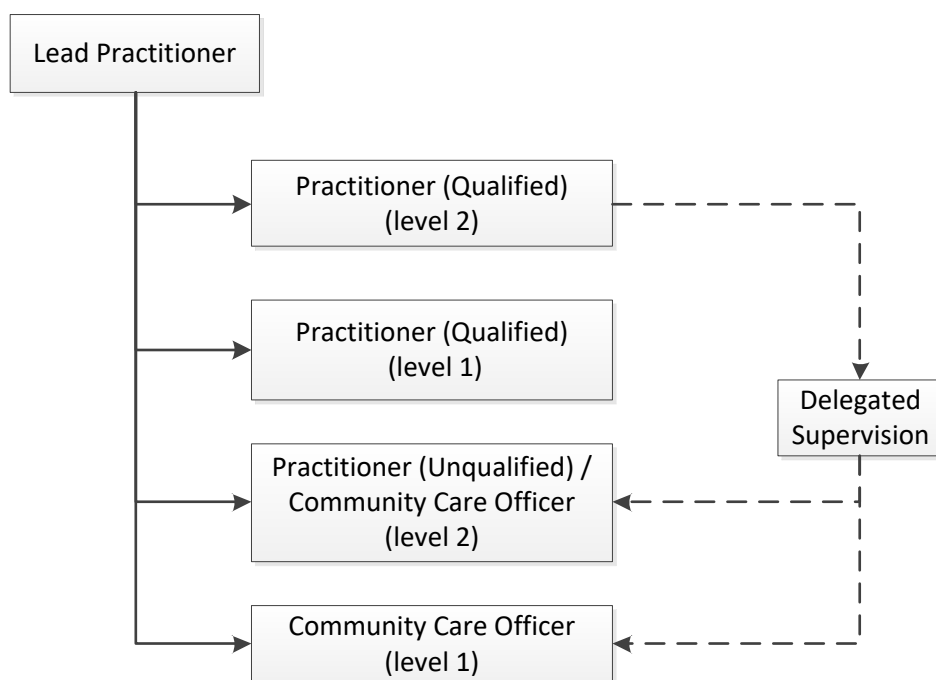 Lead Practitioner
Practitioner (Qualified)
(level 2)
Practitioner (Qualified)
(level 1)
Delegated
Supervision
Practitioner (Unqualified) /
Community Care Officer
(level 2)
Community Care Officer
(level 1)